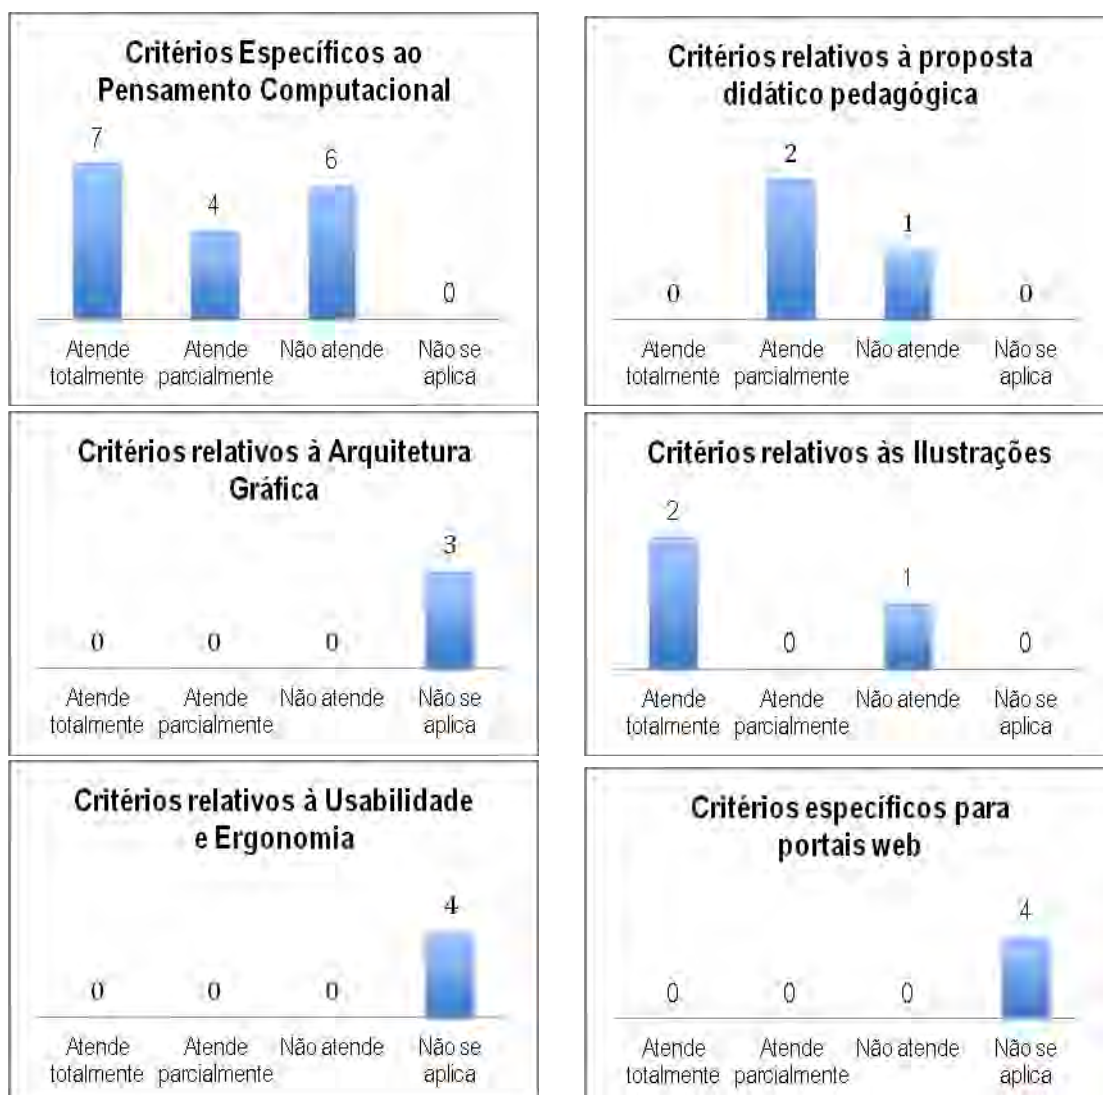 Critérios Específicos ao
Pensamento Computacional
7
4
6
0
Atende
totalmente
Atende
parcialmente
Não atende
Não se
aplica
Critérios relativos à proposta
didático pedagógica
0
2
1
0
Atende
totalmente
Atende
parcialmente
Não atende
Não se
aplica
Critérios relativos à Arquitetura
Gráfica
0
0
0
3
Atende
totalmente
Atende
parcialmente
Não atende
Não se
aplica
Critérios relativos às Ilustrações
2
0
1
0
Atende
totalmente
Atende
parcialmente
Não atende
Não se
aplica
Critérios relativos à Usabilidade
e Ergonomia
0
0
0
4
Atende
totalmente
Atende
parcialmente
Não atende
Não se
aplica
Critérios específicos para
portais web
0
0
0
4
Atende
totalmente
Atende
parcialmente
Não atende
Não se
aplica